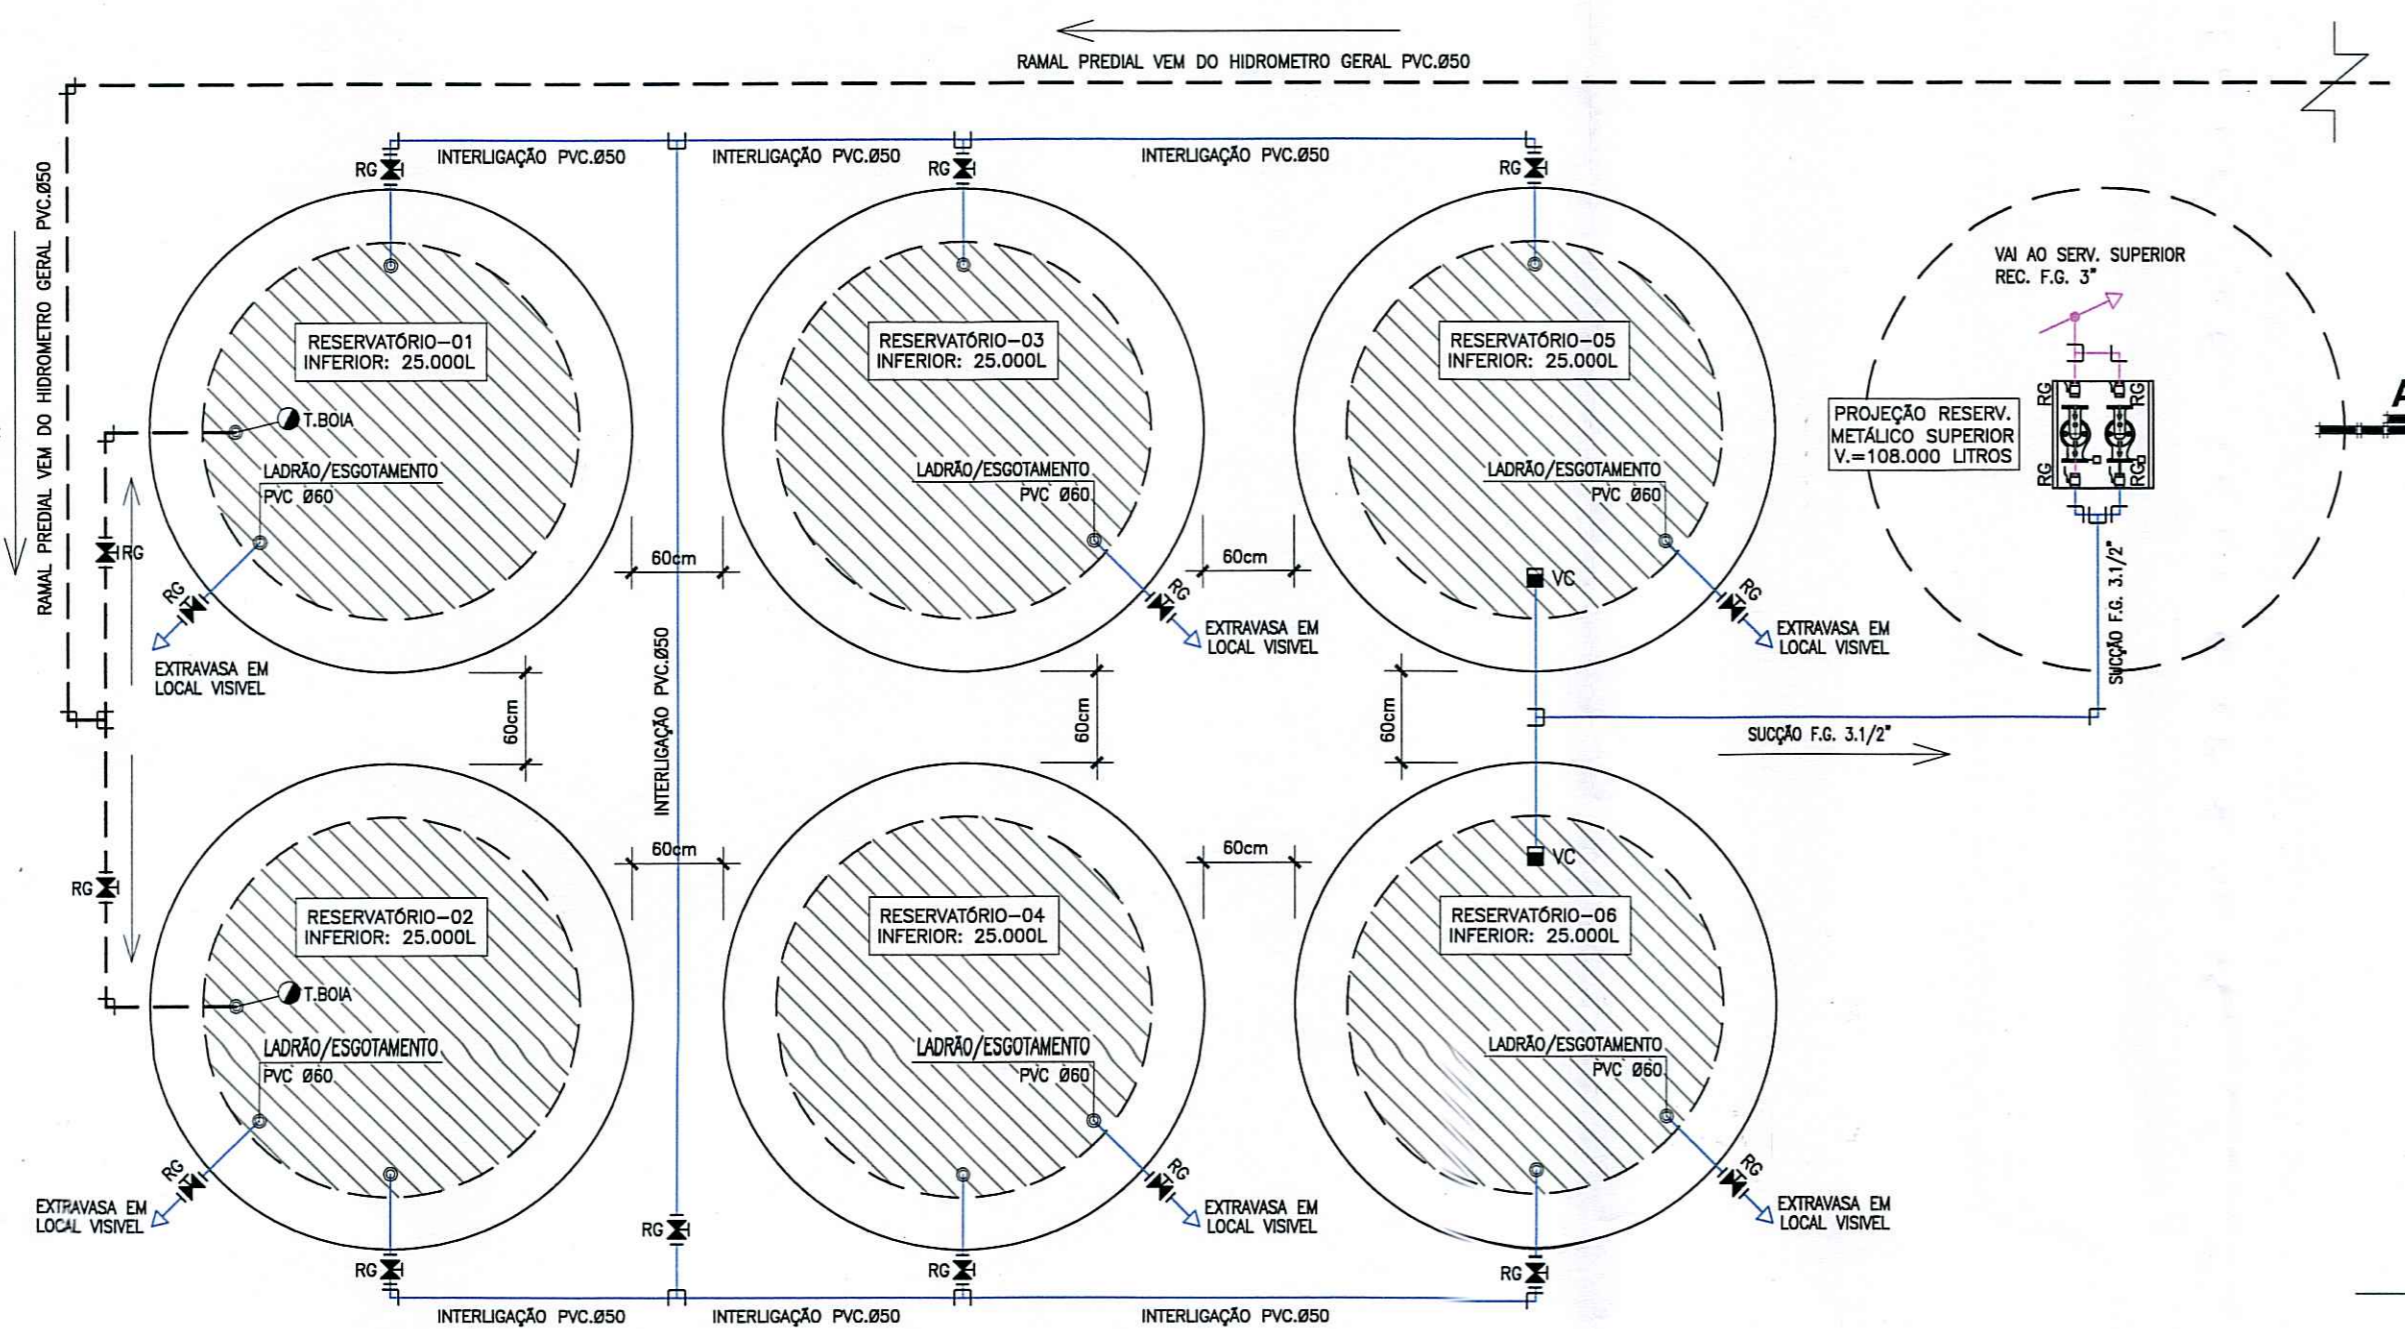 RAMAL PREDIAL VEM DO HIDROMETRO GERAL PVC.Ø50
RAMAL PREDIAL VEM DO HIDROMETRO GERAL PVC.Ø50
INTERLIGAÇÃO PVC.Ø50
INTERLIGAÇÃO PVC.Ø50
INTERLIGAÇÃO PVC.Ø50
RG
RG
RG
RESERVATÓRIO-01
INFERIOR: 25.000L
T.BOIA
LADRÃO/ESGOTAMENTO
PVC Ø60
RG
RG
EXTRAVASA EM
LOCAL VISIVEL
RESERVATÓRIO-03
INFERIOR: 25.000L
LADRÃO/ESGOTAMENTO
PVC Ø60
RG
EXTRAVASA EM
LOCAL VISIVEL
RESERVATÓRIO-05
INFERIOR: 25.000L
LADRÃO/ESGOTAMENTO
PVC Ø60
VC
RG
EXTRAVASA EM
LOCAL VISIVEL
VAI AO SERV. SUPERIOR
REC. F.G. 3"
PROJEÇÃO RESERV.
METÁLICO SUPERIOR
V.=108.000 LITROS
RG
RG
RG
RG
A
SUCÇÃO F.G. 3.1/2"
SUCÇÃO F.G. 3.1/2"
60cm
60cm
60cm
60cm
60cm
60cm
60cm
INTERLIGAÇÃO PVC.Ø50
RG
RESERVATÓRIO-02
INFERIOR: 25.000L
T.BOIA
LADRÃO/ESGOTAMENTO
PVC Ø60
RG
EXTRAVASA EM
LOCAL VISIVEL
RESERVATÓRIO-04
INFERIOR: 25.000L
LADRÃO/ESGOTAMENTO
PVC Ø60
RG
EXTRAVASA EM
LOCAL VISIVEL
VC
RESERVATÓRIO-06
INFERIOR: 25.000L
LADRÃO/ESGOTAMENTO
PVC Ø60
RG
EXTRAVASA EM
LOCAL VISIVEL
RG
RG
RG
RG
INTERLIGAÇÃO PVC.Ø50
INTERLIGAÇÃO PVC.Ø50
INTERLIGAÇÃO PVC.Ø50